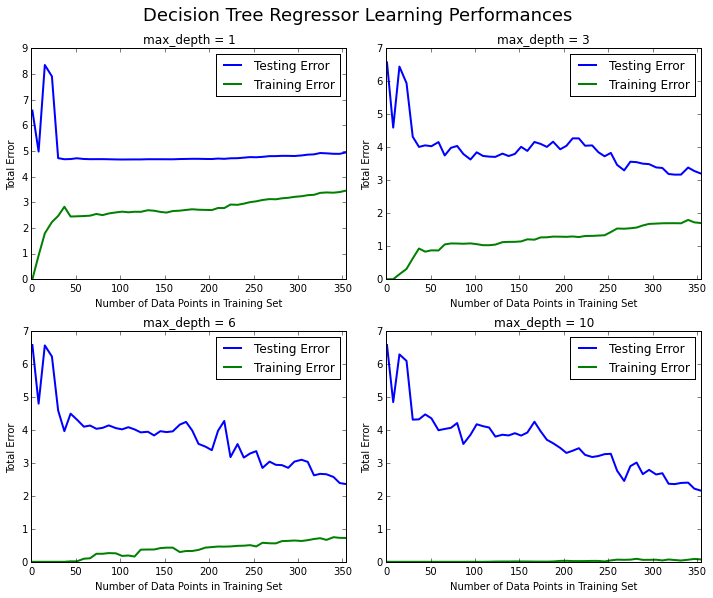 Decision Tree Regressor Learning Performances
max_depth = 1
9
8
7
6
5
4
3
2
1
0
Total Error
Testing Error
Training Error
0 50 100 150 200 250 300 350
Number of Data Points in Training Set
max_depth = 3
7
6
5
4
3
2
1
0
Total Error
Testing Error
Training Error
0 50 100 150 200 250 300 350
Number of Data Points in Training Set
max_depth = 6
7
6
5
4
3
2
1
0
Total Error
Testing Error
Training Error
0 50 100 150 200 250 300 350
Number of Data Points in Training Set
max_depth = 10
7
6
5
4
3
2
1
0
Total Error
Testing Error
Training Error
0 50 100 150 200 250 300 350
Number of Data Points in Training Set